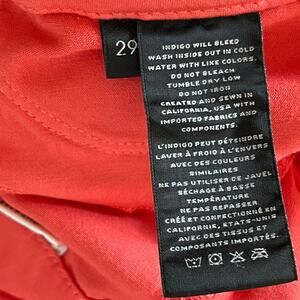 29
INDIGO WILL BLEED
WASH INSIDE OUT IN COLD
WATER WITH LIKE COLORS.
DO NOT BLEACH
TUMBLE DRY LOW
DO NOT IRON
CREATED AND SEWN IN
CALIFORNIA, USA WITH
IMPORTED FABRICS AND
COMPONENTS.
L'INDIGO PEUT DÉTEINDRE
LAVER À FROID À L'ENVERS
AVEC DES COULEURS
SIMILAIRES
NE PAS UTILISER DE JAVEL
SÉCHAGE À BASSE
TEMPÉRATURE
NE PAS REPASSER
CRÉÉ ET CONFECTIONNÉ EN
CALIFORNIE, ÉTATS-UNIS
AVEC DES TISSUS ET
COMPOSANTS IMPORTÉS.